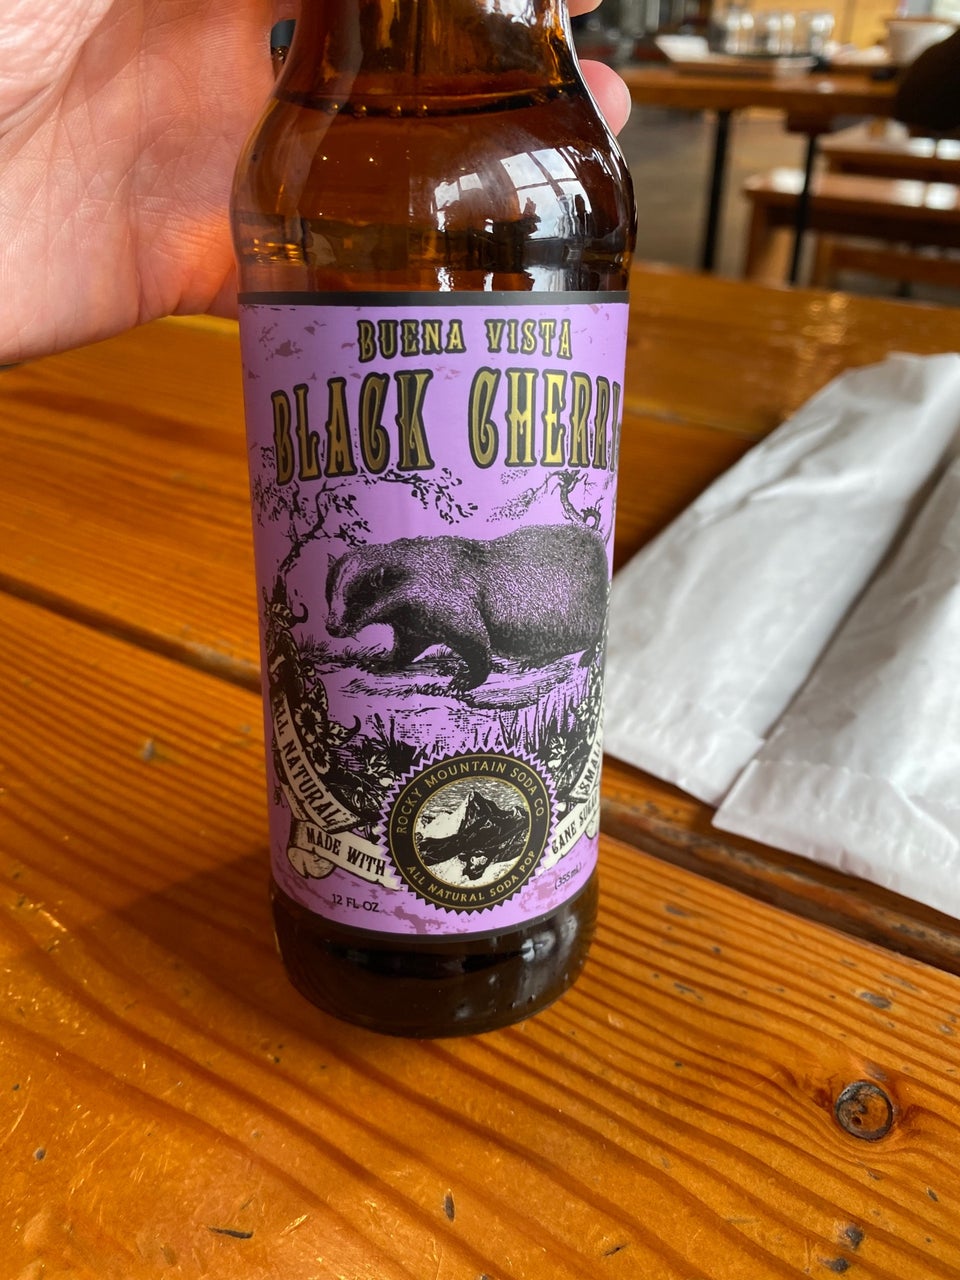 BUENA VISTA
BLACK CHERRY
ALL NATURAL
MADE WITH
CANE
ROCKY MOUNTAIN SODA CO.
ALL NATURAL SODA POP
12 FL OZ
(355mL)